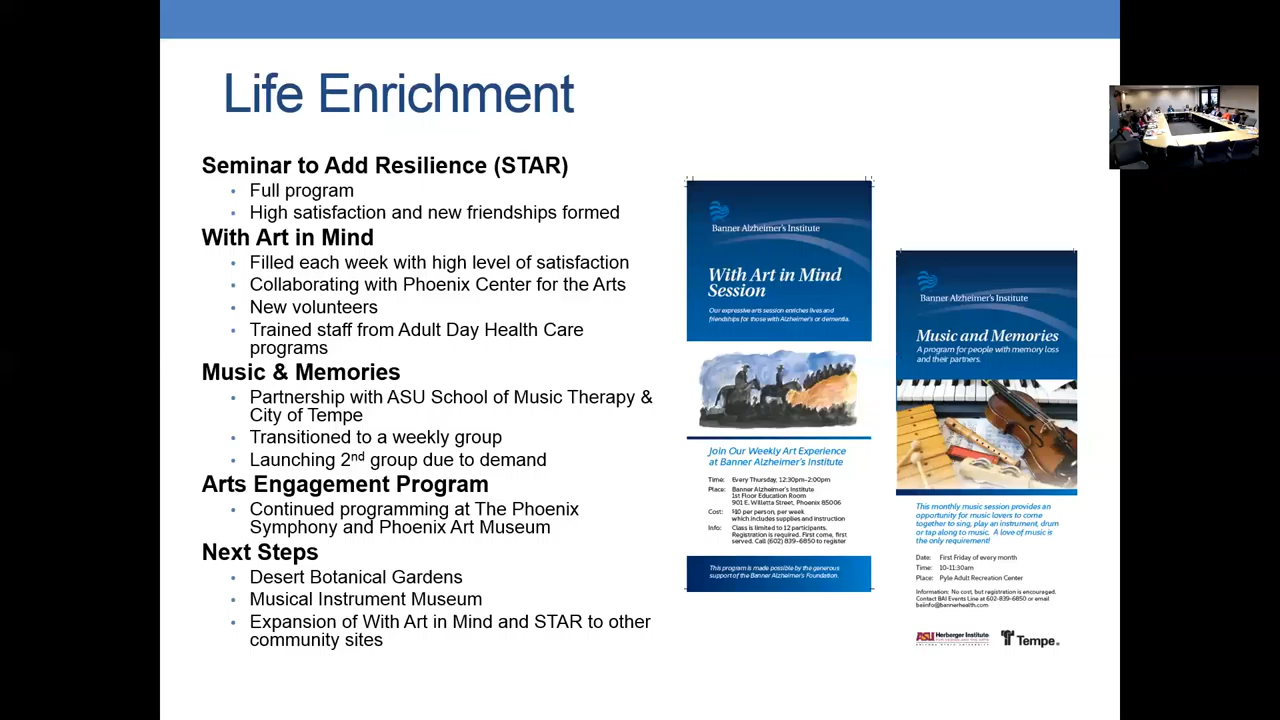 Life Enrichment
Seminar to Add Resilience (STAR)
• Full program
• High satisfaction and new friendships formed
With Art in Mind
• Filled each week with high level of satisfaction
• Collaborating with Phoenix Center for the Arts
• New volunteers
• Trained staff from Adult Day Health Care
programs
Music & Memories
• Partnership with ASU School of Music Therapy &
City of Tempe
• Transitioned to a weekly group
• Launching 2nd group due to demand
Arts Engagement Program
• Continued programming at The Phoenix
Symphony and Phoenix Art Museum
Next Steps
• Desert Botanical Gardens
• Musical Instrument Museum
• Expansion of With Art in Mind and STAR to other
community sites
Banner Alzheimer's Institute
With Art in Mind
Session
Our expressive arts session enriches lives and
friendships for those with Alzheimer's or dementia.
Join Our Weekly Art Experience
at Banner Alzheimer's Institute
Time: Every Thursday, 12:30pm–2:00pm
Place: Banner Alzheimer's Institute
1st Floor Education Room
901 E. Willetta Street, Phoenix 85006
Cost: $10 per person, per week
which includes supplies and instruction
Info: Class is limited to 12 participants.
Registration is required. First come, first
served. Call (602) 839-6850 to register
This program is made possible by the generous
support of the Banner Alzheimer's Foundation.
Banner Alzheimer's Institute
Music and Memories
A program for people with memory loss
and their partners.
This monthly music session provides an
opportunity for music lovers to come
together to sing, play an instrument, drum
or tap along to music. A love of music is
the only requirement!
Date: First Friday of every month
Time: 10-11:30am
Place: Pyle Adult Recreation Center
Information: No cost, but registration is encouraged.
Contact BAI Events Line at 602-839-6850 or email
baiinfo@bannerhealth.com
ASU Herberger Institute
Tempe